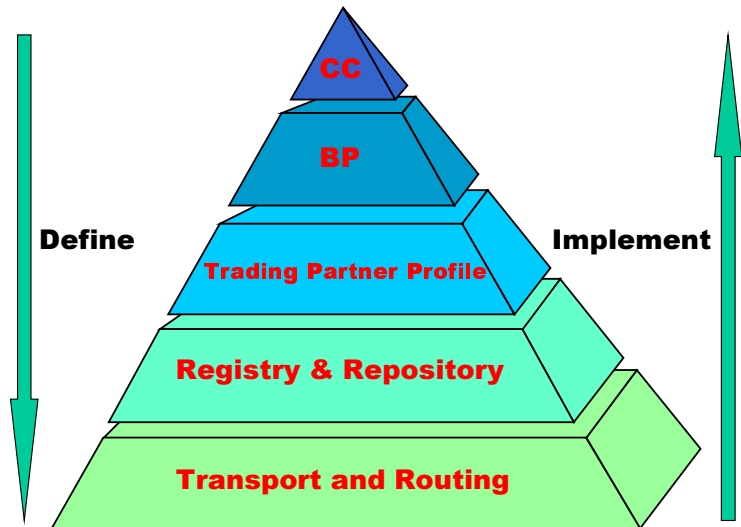 CC
BP
Define
Implement
Trading Partner Profile
Registry & Repository
Transport and Routing